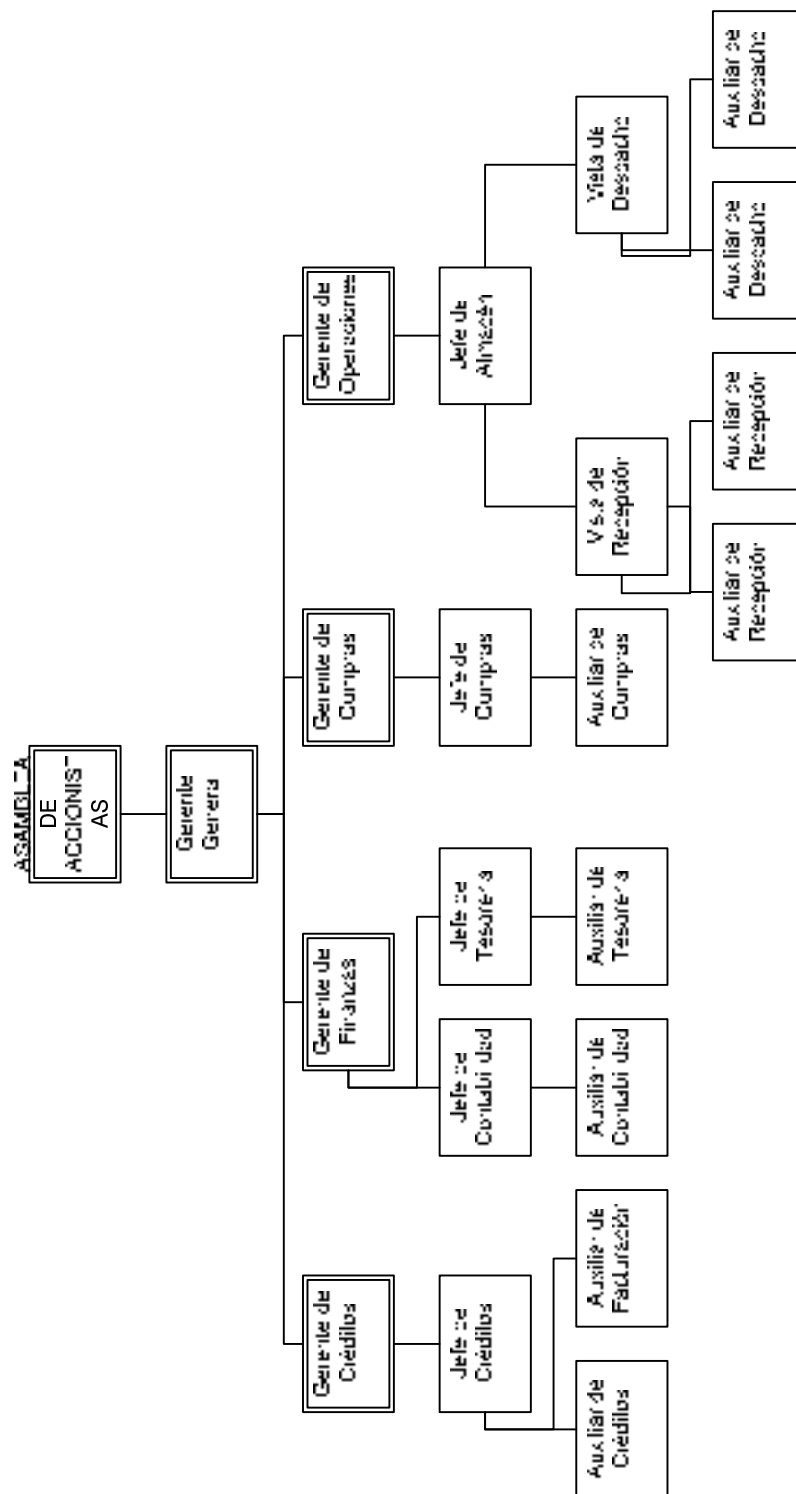 ASAMBLEA
DE
ACCIONIST
AS
Gerente
General
Gerente de
Créditos
Gerente de
Finanzas
Gerente de
Compras
Gerente de
Operaciones
Jefe de
Créditos
Jefe de
Contabilidad
Jefe de
Tesorería
Jefe de
Compras
Jefe de
Almacén
Auxiliar de
Créditos
Auxiliar de
Facturación
Auxiliar de
Contabilidad
Auxiliar de
Tesorería
Auxiliar de
Compras
Vista de
Recepción
Vista de
Despacho
Auxiliar de
Recepción
Auxiliar de
Recepción
Auxiliar de
Despacho
Auxiliar de
Despacho